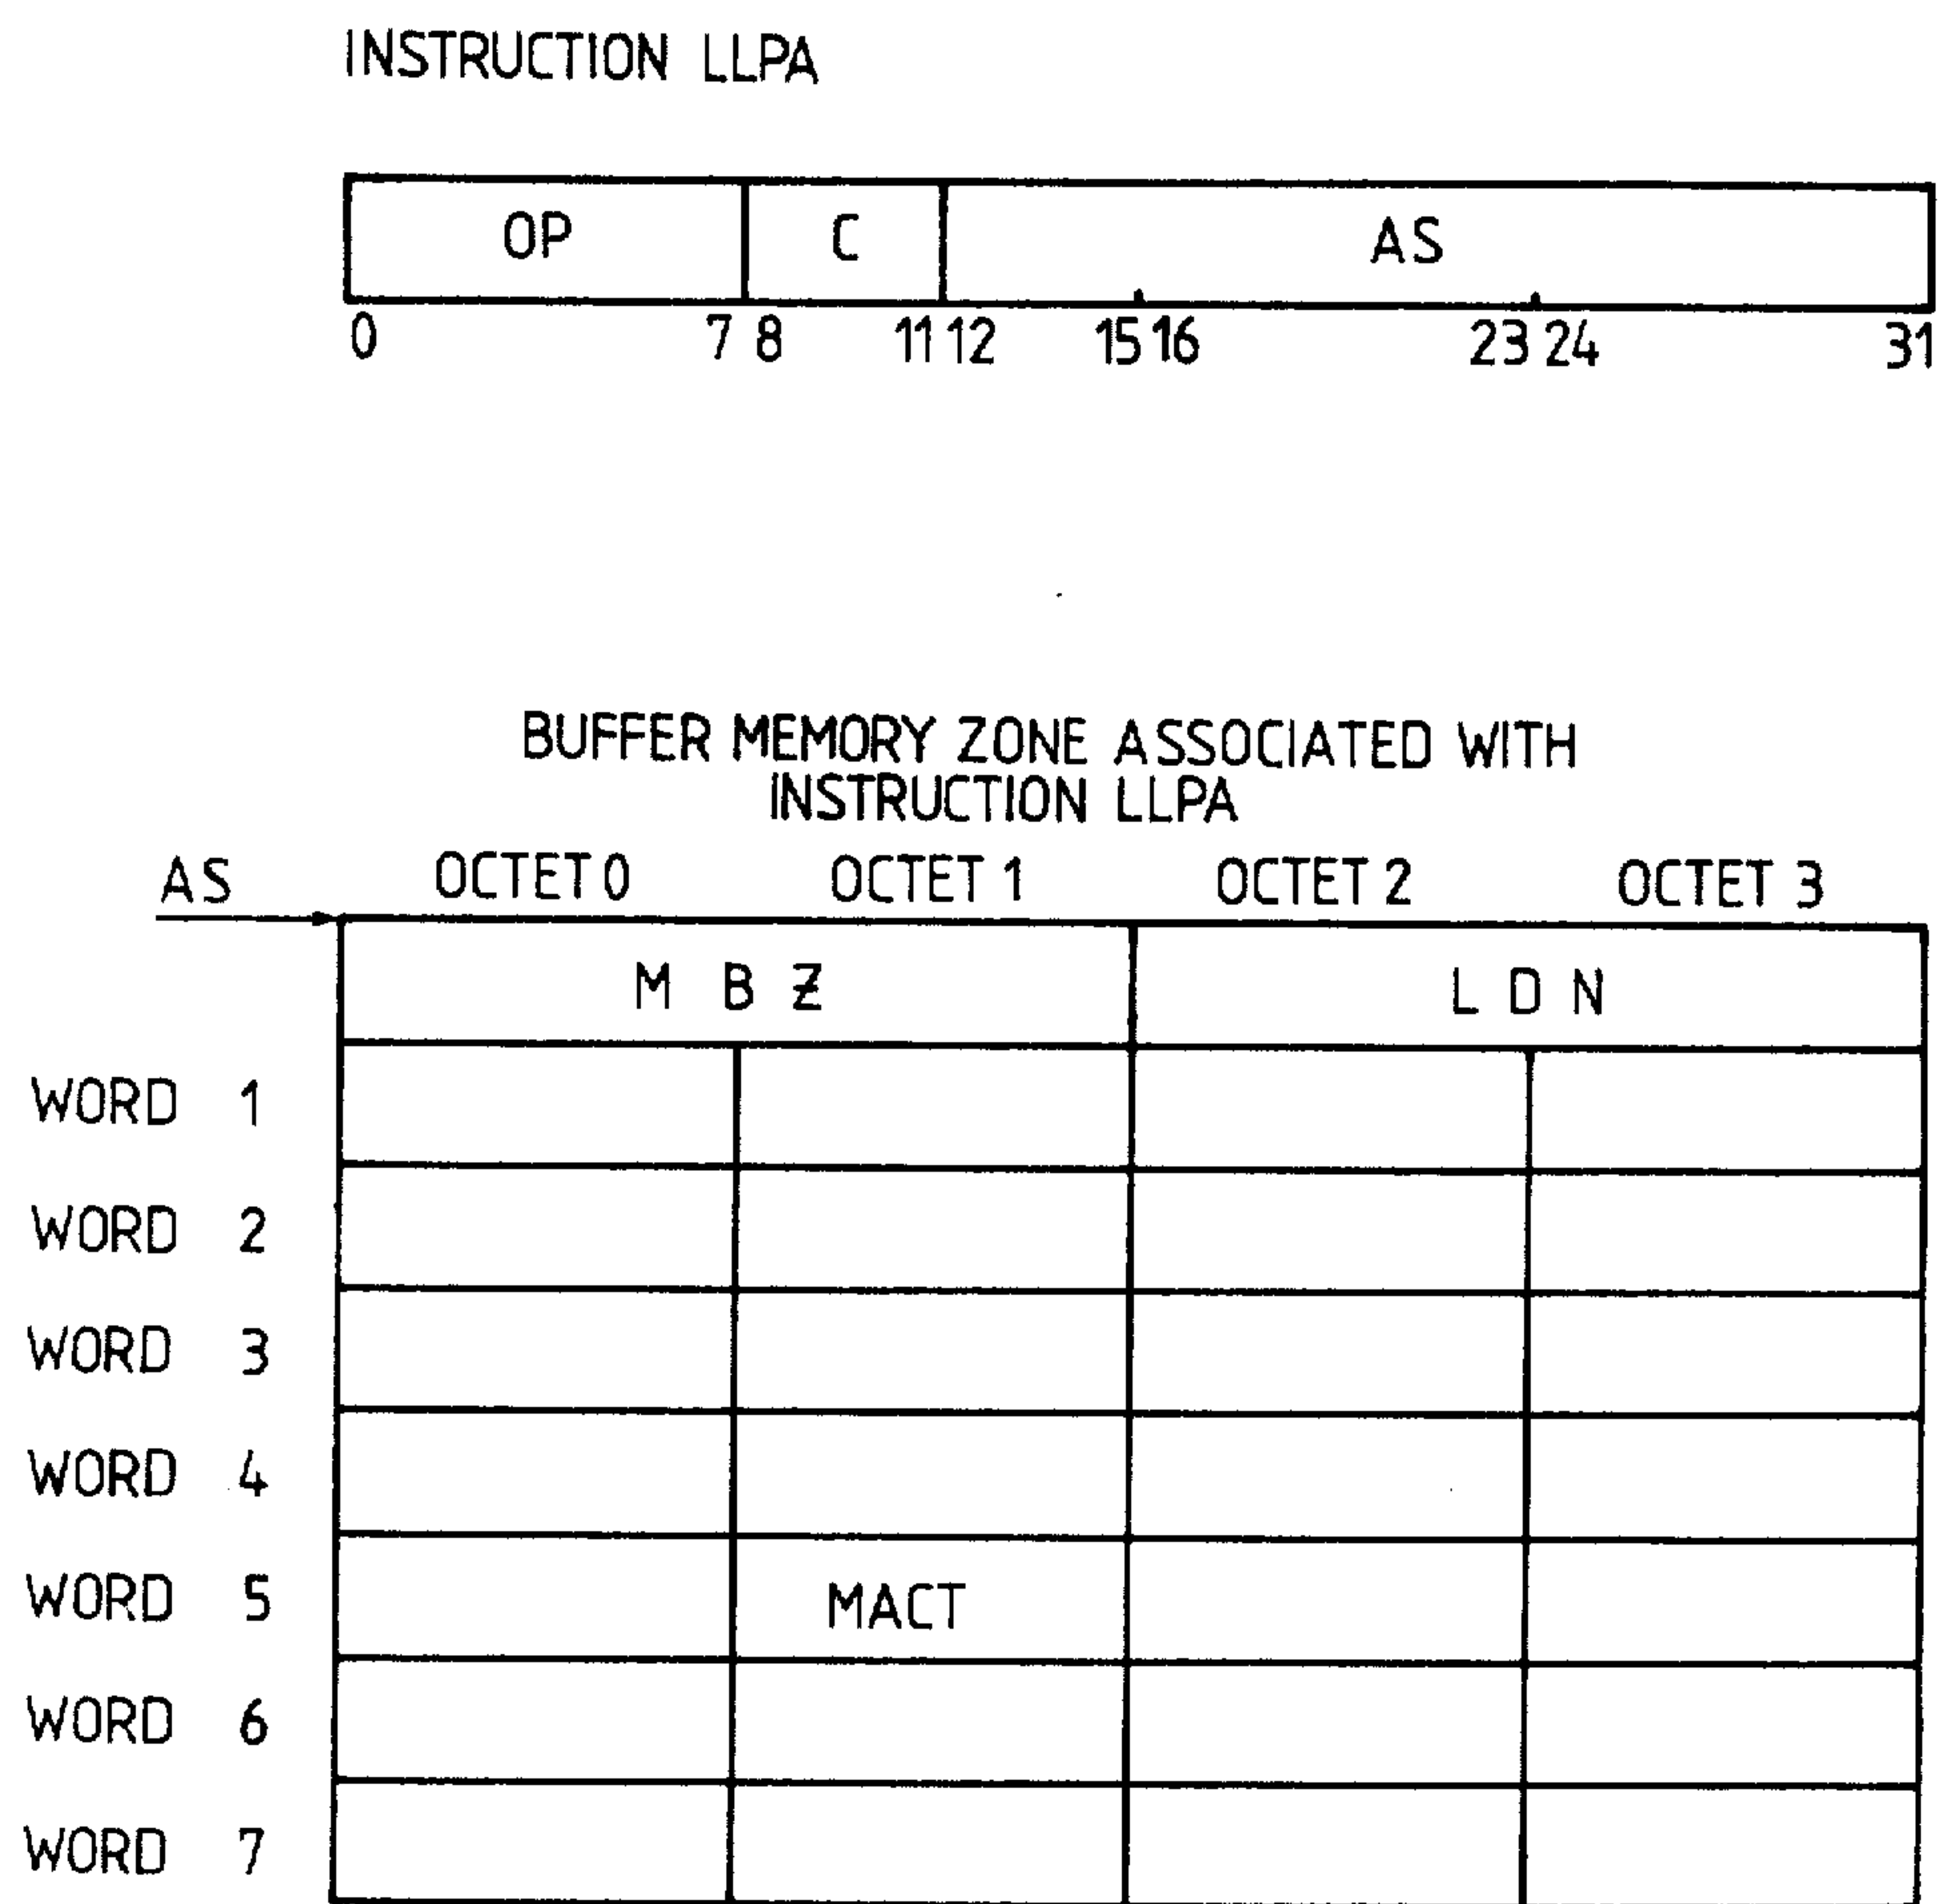 INSTRUCTION LLPA
OP C AS
0 7 8 11 12 15 16 23 24 31
BUFFER MEMORY ZONE ASSOCIATED WITH
INSTRUCTION LLPA
AS OCTET 0 OCTET 1 OCTET 2 OCTET 3
M B Z L D N
WORD 1
WORD 2
WORD 3
WORD 4
WORD 5 MACT
WORD 6
WORD 7